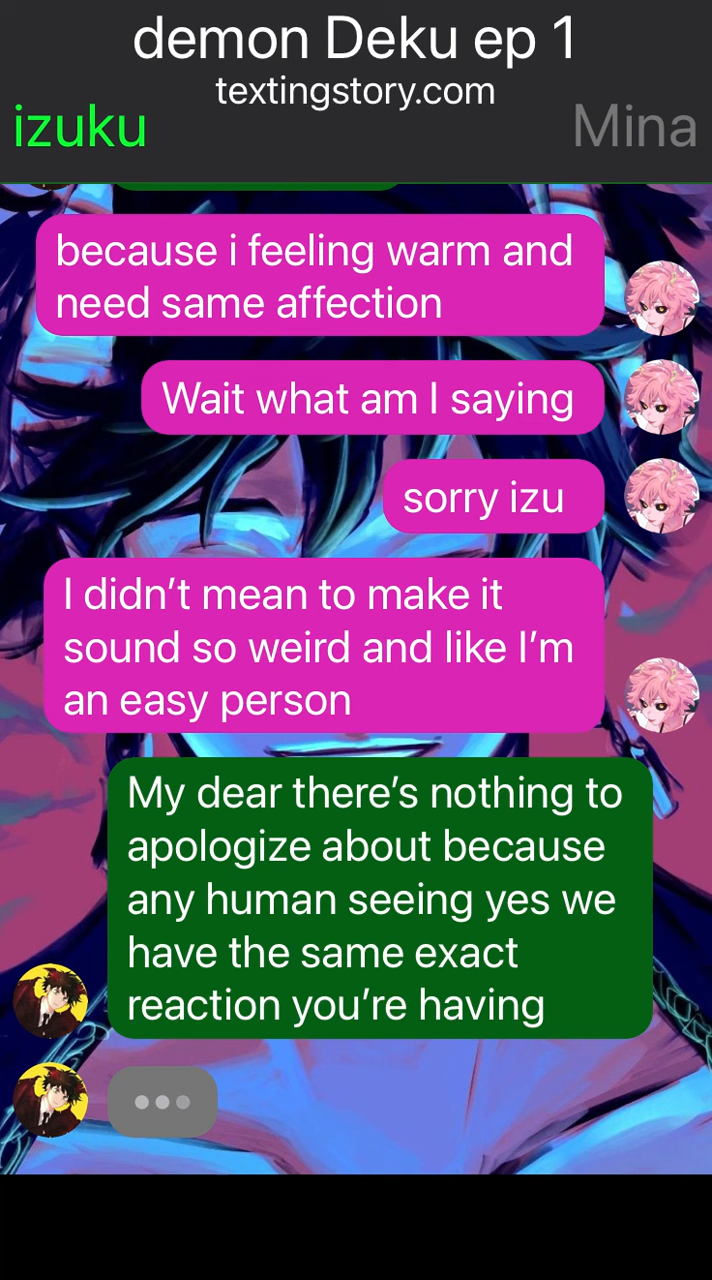 demon Deku ep 1
textingstory.com
izuku
Mina
because i feeling warm and
need same affection
Wait what am I saying
sorry izu
I didn’t mean to make it
sound so weird and like I’m
an easy person
My dear there’s nothing to
apologize about because
any human seeing yes we
have the same exact
reaction you’re having